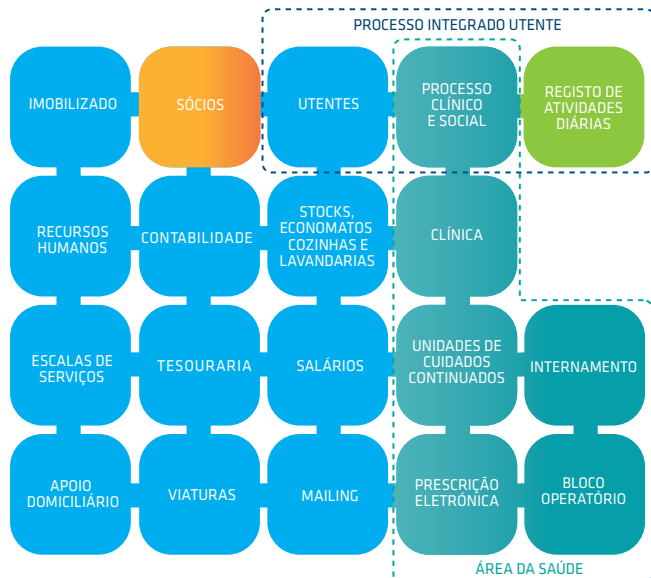 PROCESSO INTEGRADO UTENTE
IMOBILIZADO
SÓCIOS
UTENTES
PROCESSO
CLÍNICO
E SOCIAL
REGISTO DE
ATIVIDADES
DIÁRIAS
RECURSOS
HUMANOS
CONTABILIDADE
STOCKS,
ECONOMATOS
COZINHAS E
LAVANDARIAS
CLÍNICA
ESCALAS DE
SERVIÇOS
TESOURARIA
SALÁRIOS
UNIDADES DE
CUIDADOS
CONTINUADOS
INTERNAMENTO
APOIO
DOMICILIÁRIO
VIATURAS
MAILING
PRESCRIÇÃO
ELETRÓNICA
BLOCO
OPERATÓRIO
ÁREA DA SAÚDE